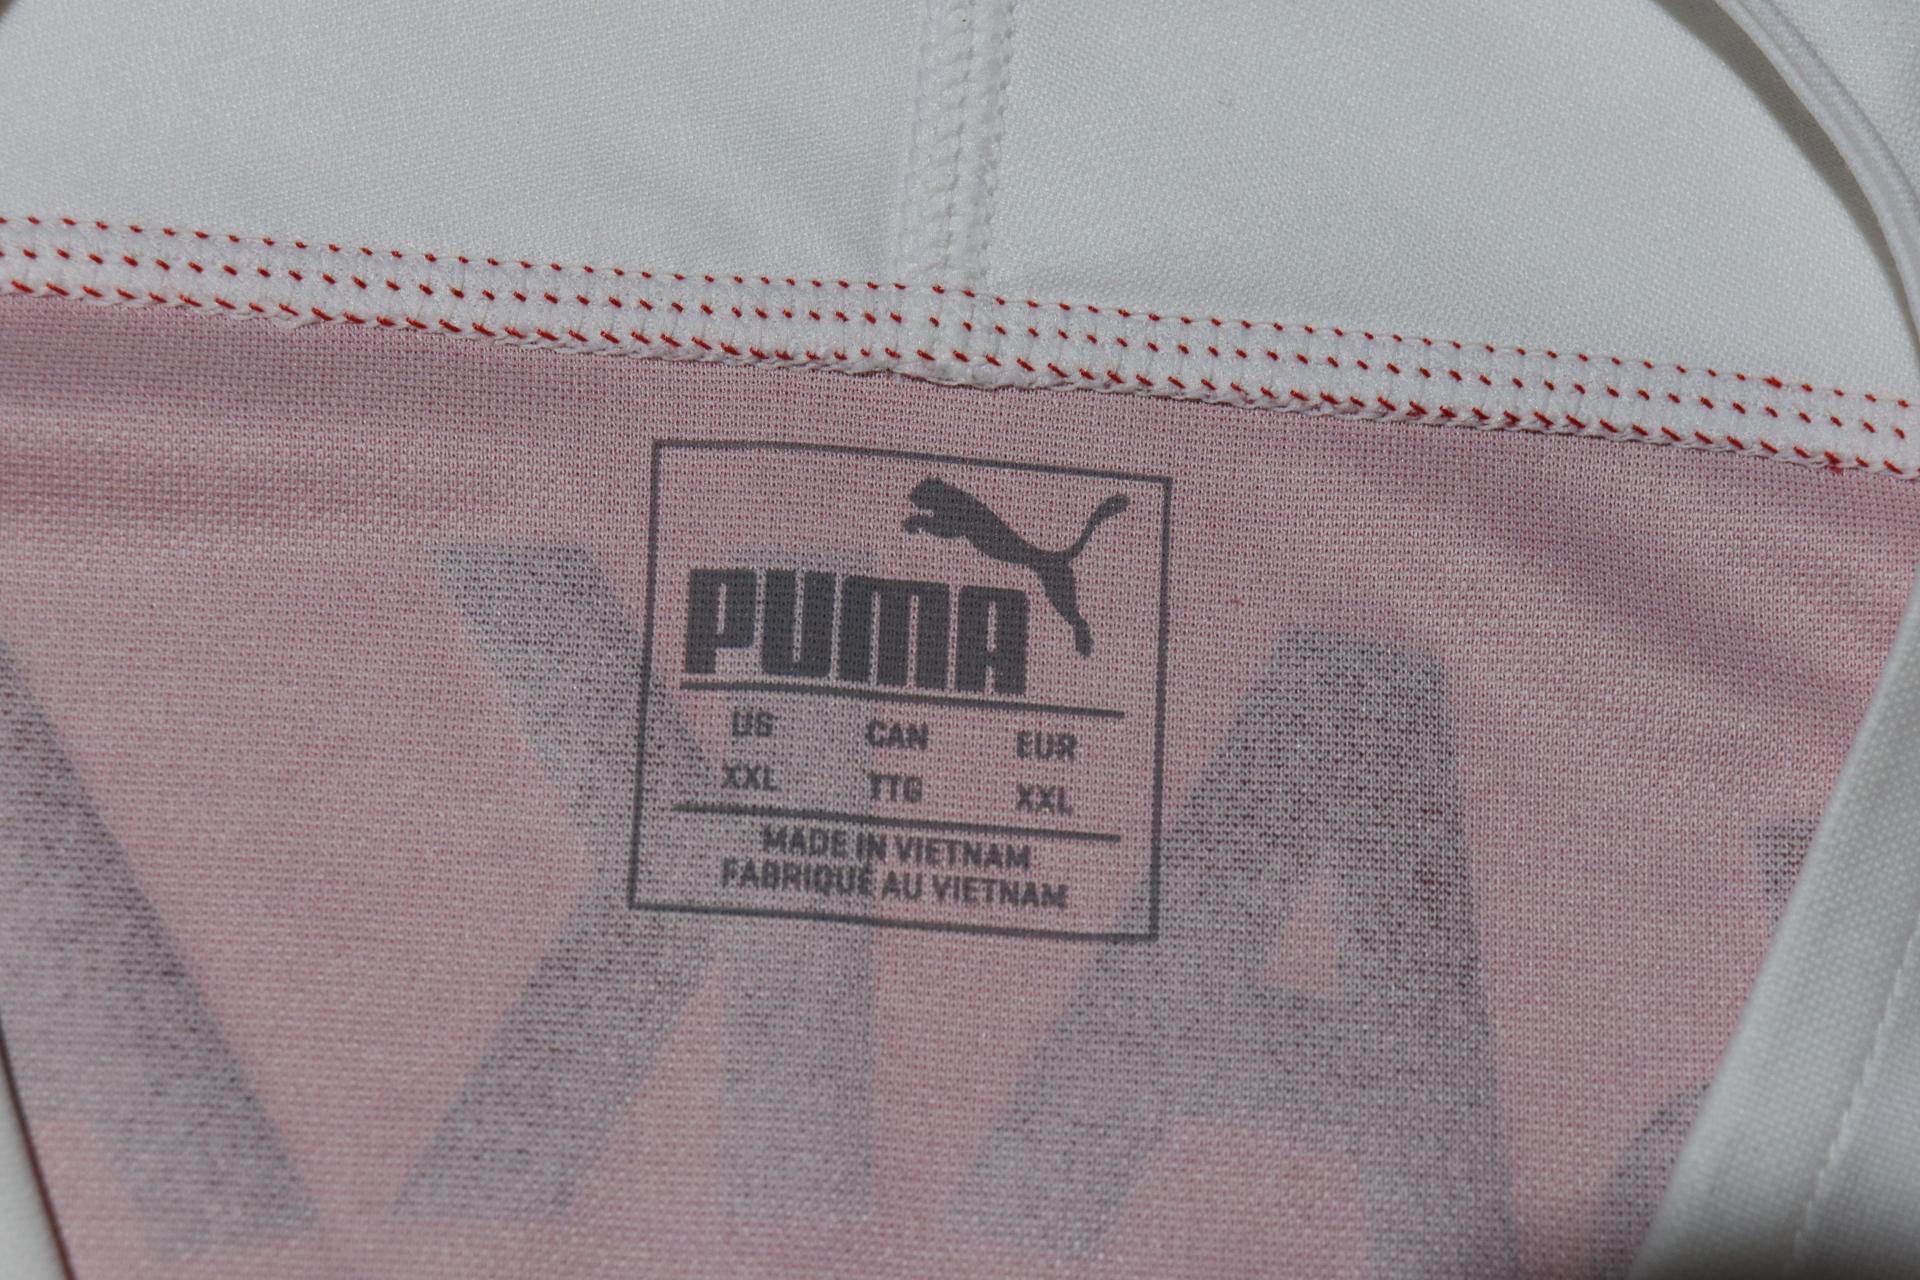 PUMA
US CAN EUR
XXL TTG XXL
MADE IN VIETNAM
FABRIQUÉ AU VIETNAM